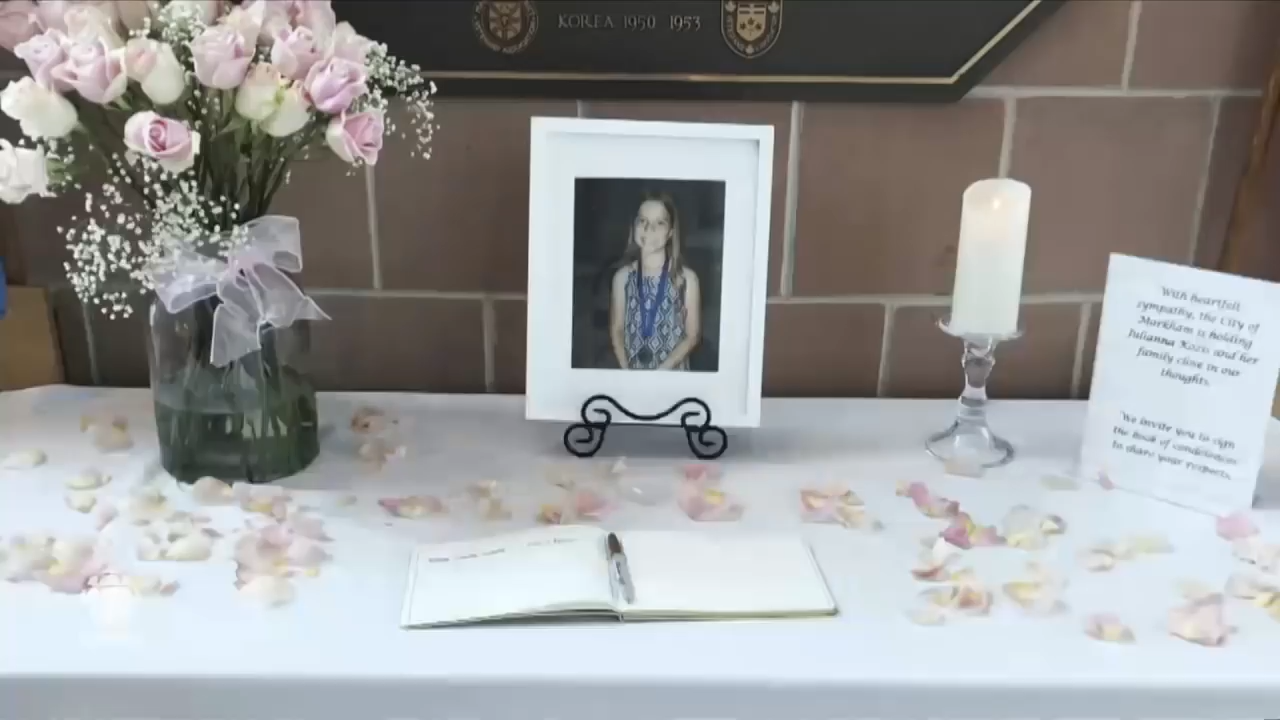 KOREA 1950 1953
With heartfelt
sympathy, the City of
Markham is holding
Julianna Kozis and her
family close in our
thoughts.
We invite you to sign
the book of condolences
to share your respects.